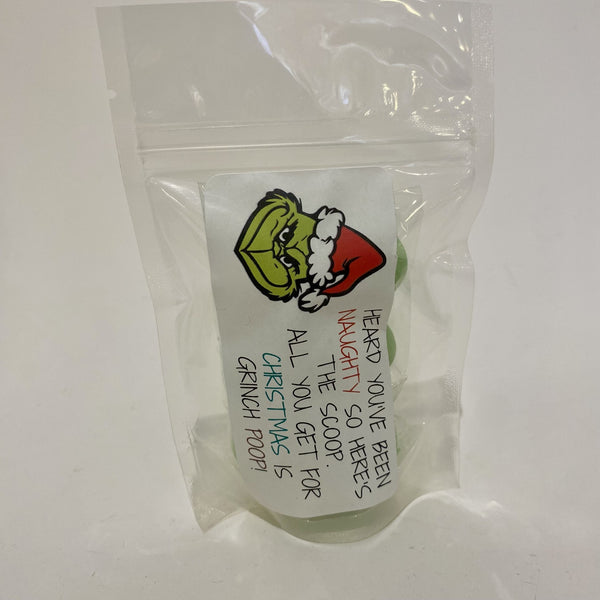 HEARD YOU'VE BEEN
NAUGHTY SO HERE'S
THE SCOOP.
ALL YOU GET FOR
CHRISTMAS IS
GRINCH POOP!